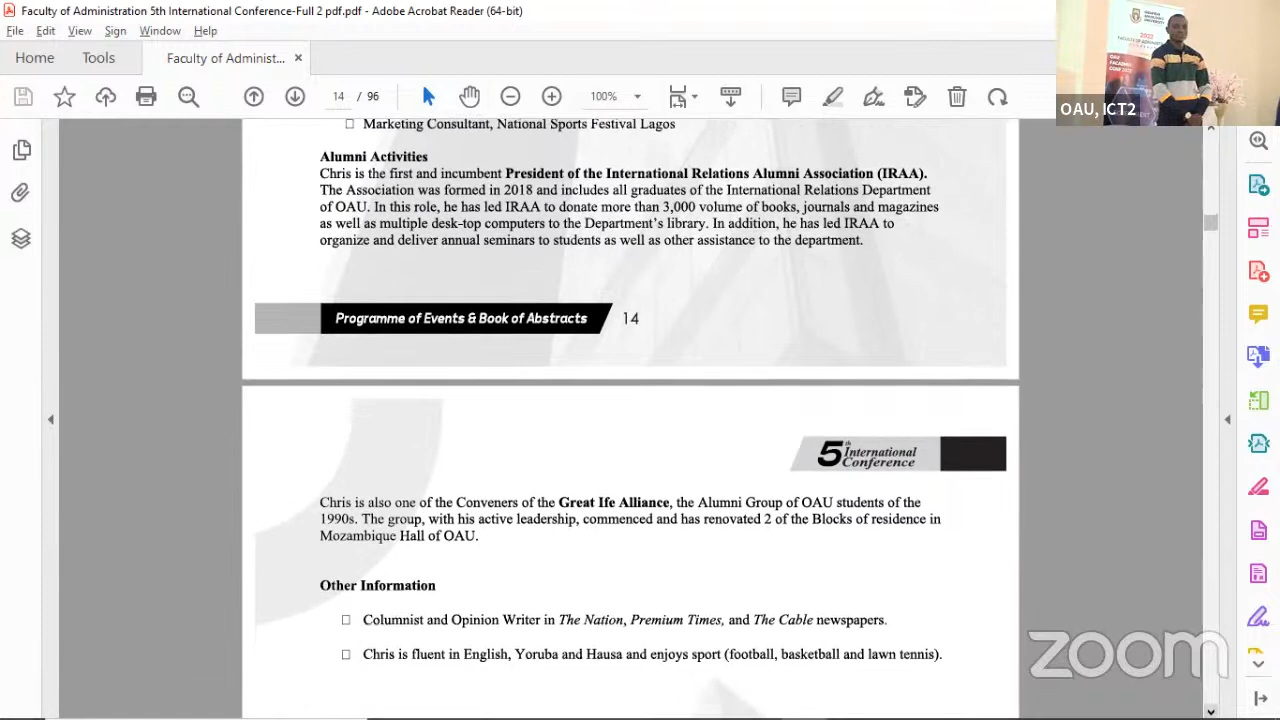 Faculty of Administration 5th International Conference-Full 2 pdf.pdf - Adobe Acrobat Reader (64-bit)
File Edit View Sign Window Help
Home Tools Faculty of Administ... ×
14 / 96 100%
OAU, ICT2
Marketing Consultant, National Sports Festival Lagos
Alumni Activities
Chris is the first and incumbent President of the International Relations Alumni Association (IRAA).
The Association was formed in 2018 and includes all graduates of the International Relations Department
of OAU. In this role, he has led IRAA to donate more than 3,000 volume of books, journals and magazines
as well as multiple desk-top computers to the Department's library. In addition, he has led IRAA to
organize and deliver annual seminars to students as well as other assistance to the department.
Programme of Events & Book of Abstracts 14
5th International
Conference
Chris is also one of the Conveners of the Great Ife Alliance, the Alumni Group of OAU students of the
1990s. The group, with his active leadership, commenced and has renovated 2 of the Blocks of residence in
Mozambique Hall of OAU.
Other Information
Columnist and Opinion Writer in The Nation, Premium Times, and The Cable newspapers.
Chris is fluent in English, Yoruba and Hausa and enjoys sport (football, basketball and lawn tennis).
zoom